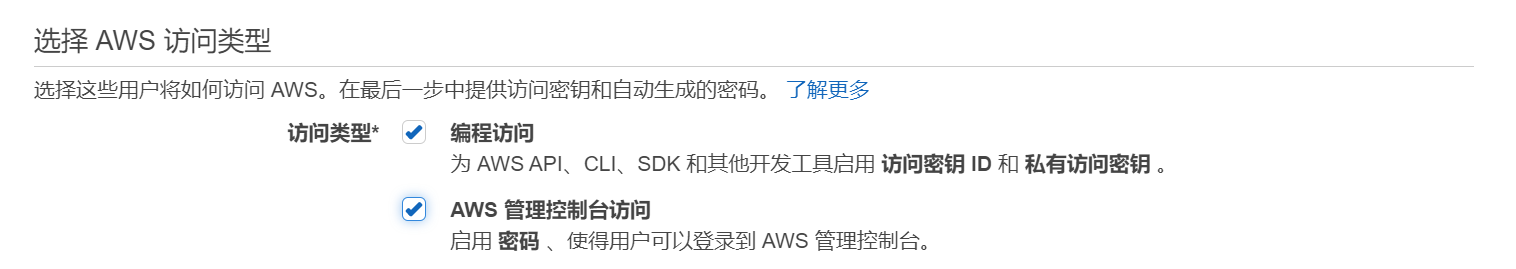 选择 AWS 访问类型
选择这些用户将如何访问 AWS。在最后一步中提供访问密钥和自动生成的密码。 了解更多
访问类型* 编程访问
为 AWS API、CLI、SDK 和其他开发工具启用 访问密钥 ID 和 私有访问密钥 。
AWS 管理控制台访问
启用 密码 、使得用户可以登录到 AWS 管理控制台。